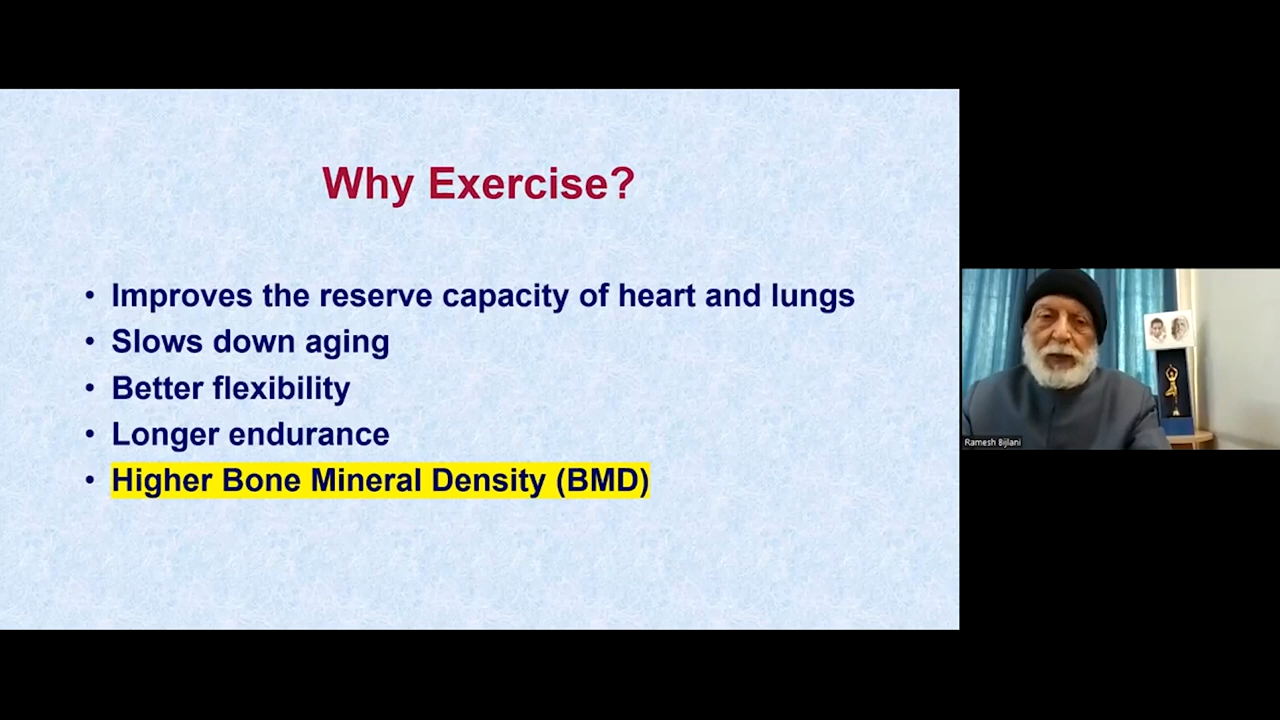 Why Exercise?
• Improves the reserve capacity of heart and lungs
• Slows down aging
• Better flexibility
• Longer endurance
• Higher Bone Mineral Density (BMD)
Ramesh Bijlani